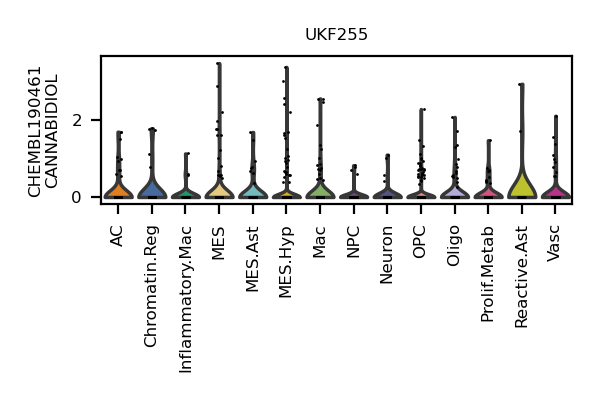 UKF255
CHEMBL190461
CANNABIDIOL
2
0
AC
Chromatin.Reg
Inflammatory.Mac
MES
MES.Ast
MES.Hyp
Mac
NPC
Neuron
OPC
Oligo
Prolif.Metab
Reactive.Ast
Vasc